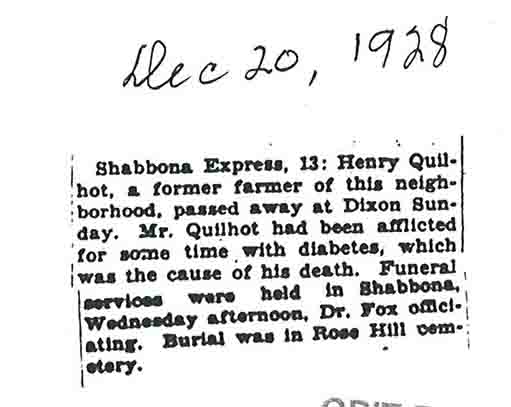 Dec 20, 1928
Shabbona Express, 13: Henry Quil-
hot, a former farmer of this neigh-
borhood, passed away at Dixon Sun-
day. Mr. Quilhot had been afflicted
for some time with diabetes, which
was the cause of his death. Funeral
services were held in Shabbona,
Wednesday afternoon, Dr. Fox offici-
ating. Burial was in Rose Hill cem-
etery.